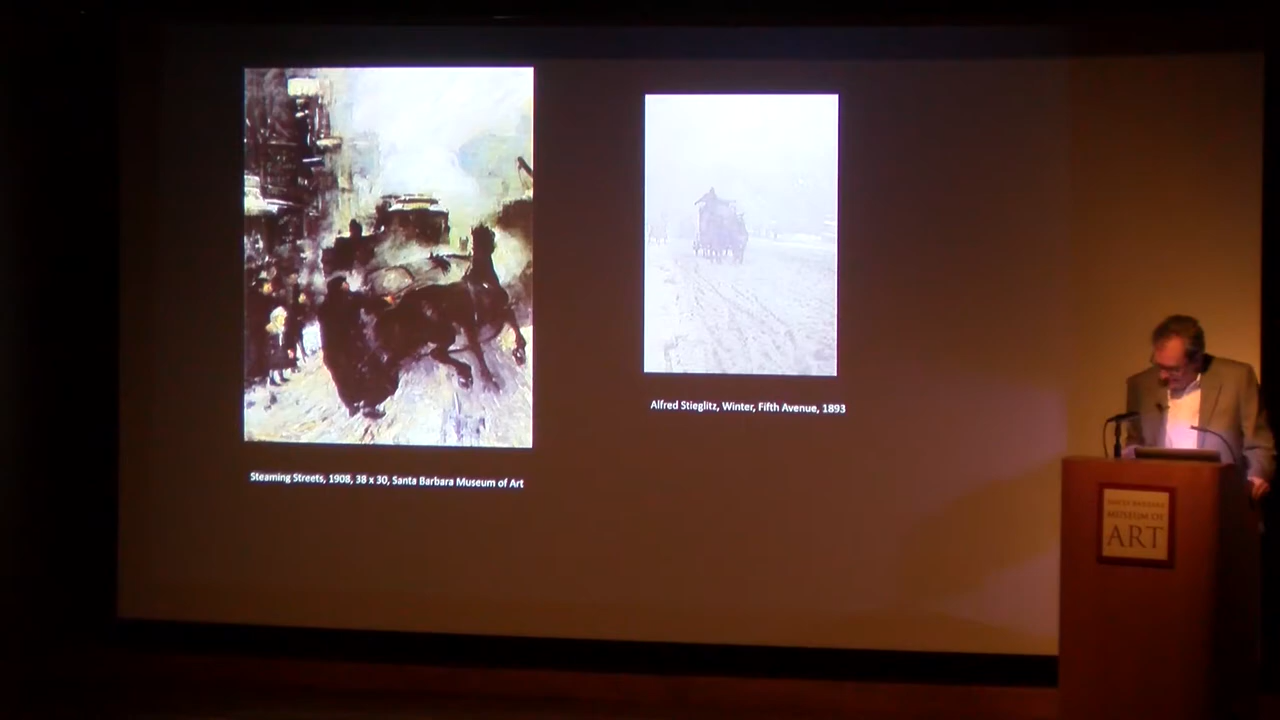 Alfred Stieglitz, Winter, Fifth Avenue, 1893
Steaming Streets, 1908, 38 x 30, Santa Barbara Museum of Art
SANTA BARBARA
MUSEUM OF
ART